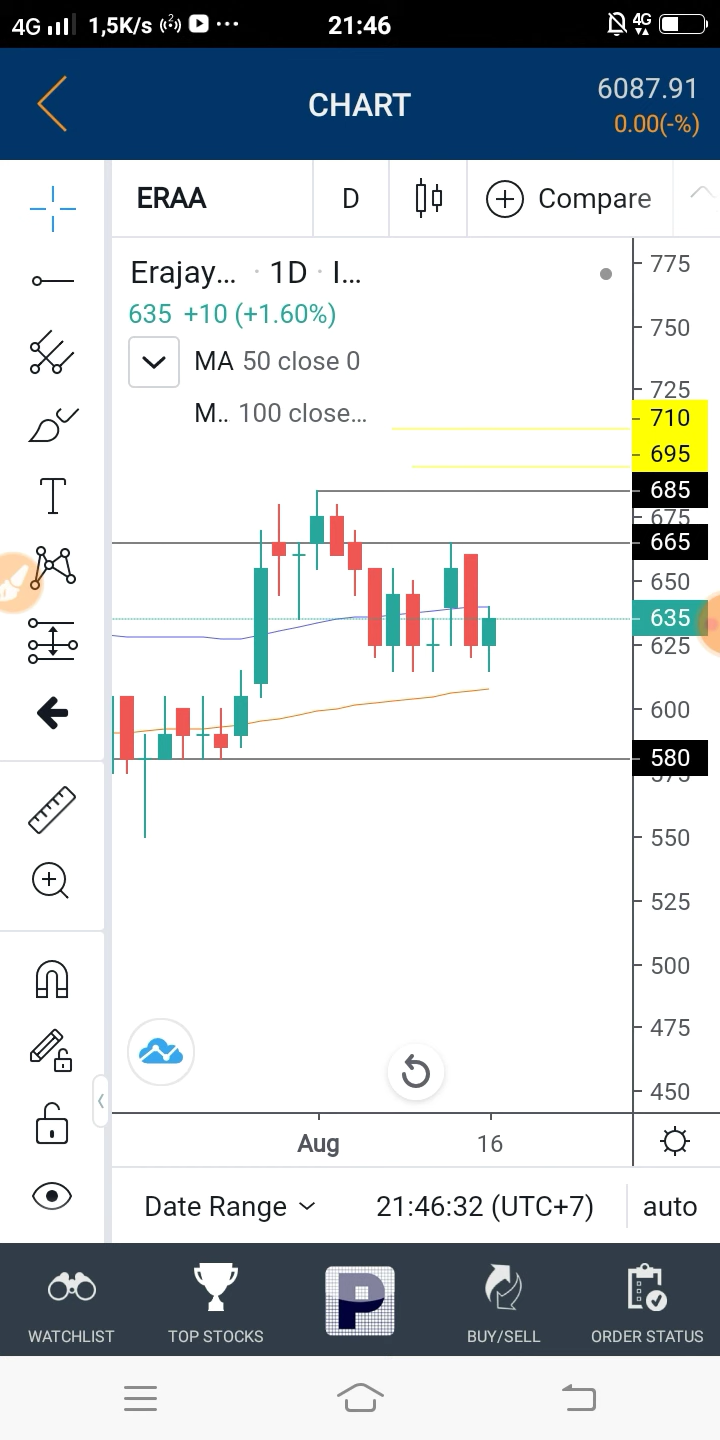 4G 1,5K/s ... 21:46 4G
CHART
6087.91
0.00(-%)
ERAA D Compare
Erajay... · 1D · I...
635 +10 (+1.60%)
MA 50 close 0
M.. 100 close...
775
750
725
710
695
685
675
665
650
635
625
600
580
575
550
525
500
475
450
Aug 16
Date Range 21:46:32 (UTC+7) auto
WATCHLIST TOP STOCKS P BUY/SELL ORDER STATUS